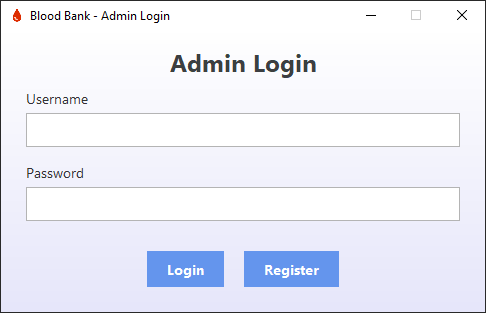 Blood Bank - Admin Login
Admin Login
Username
Password
Login Register